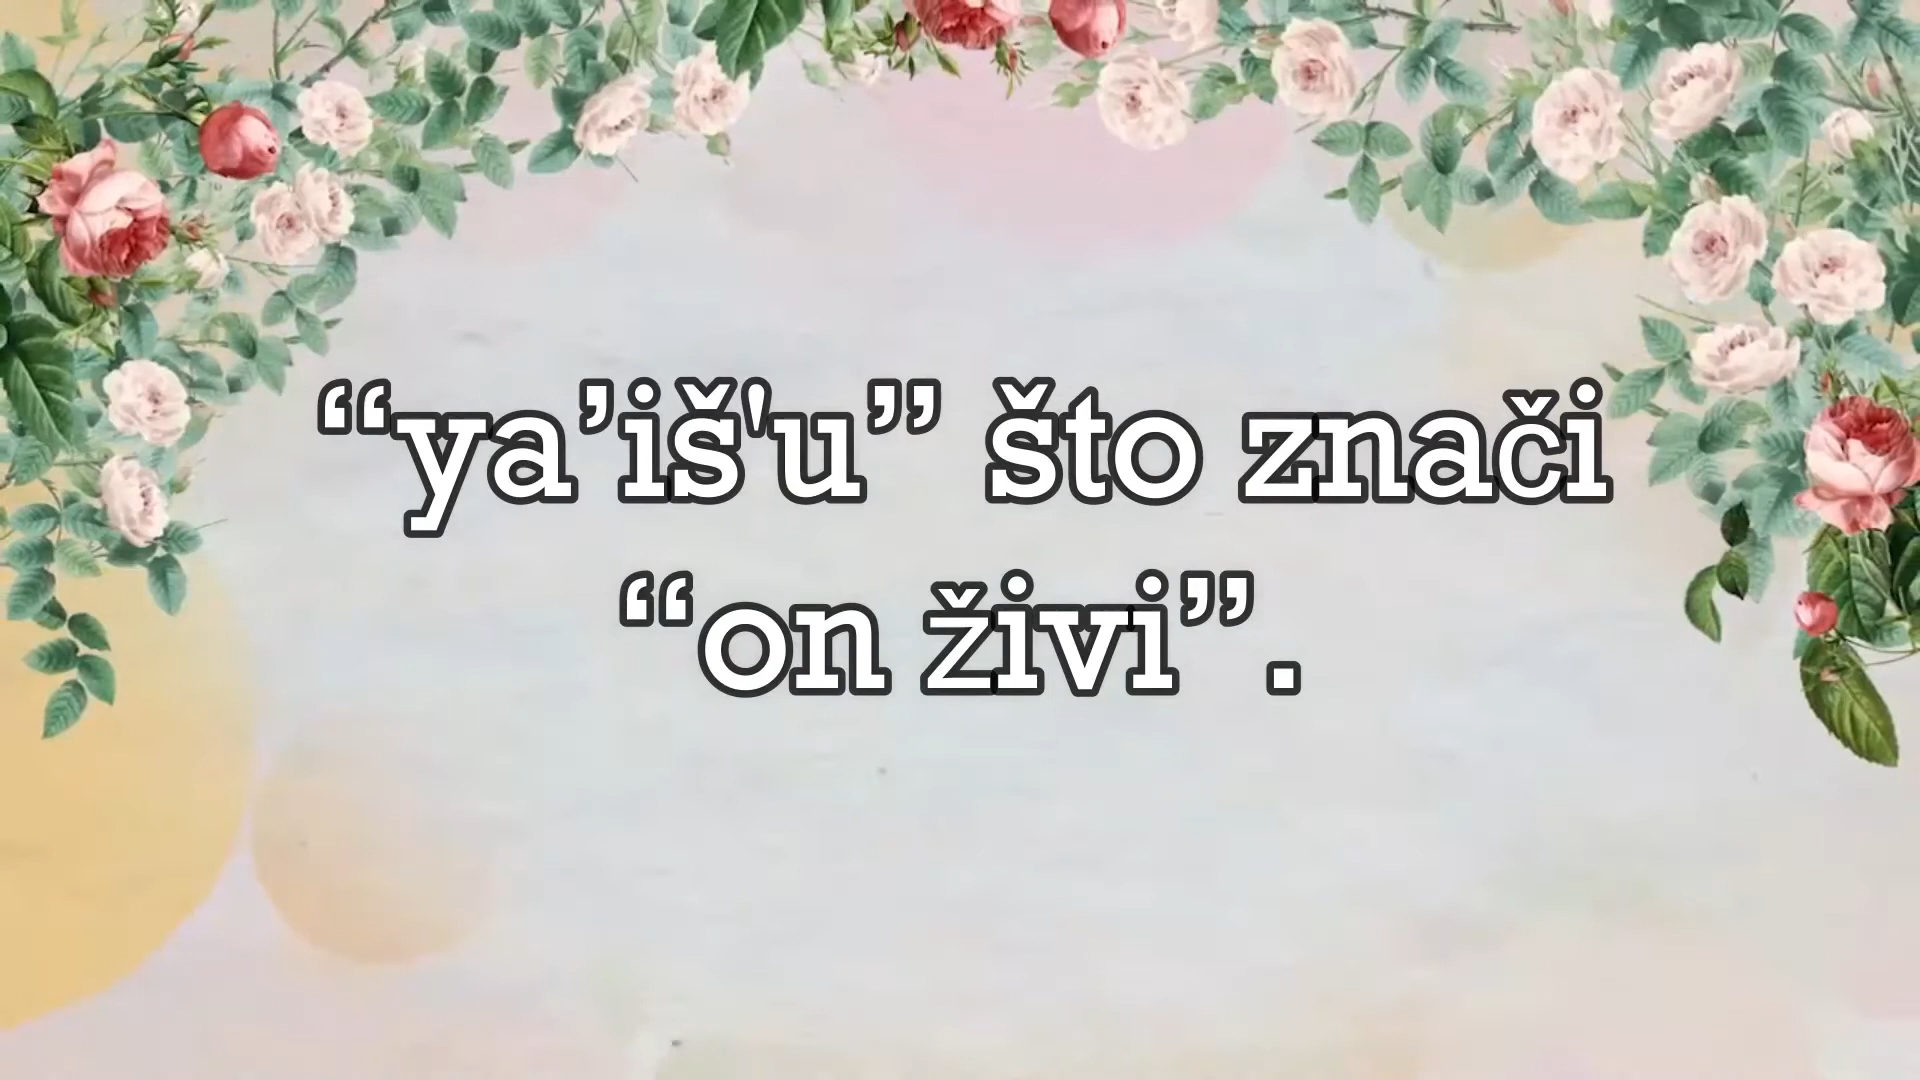 “ya’iš'u” što znači
“on živi”.